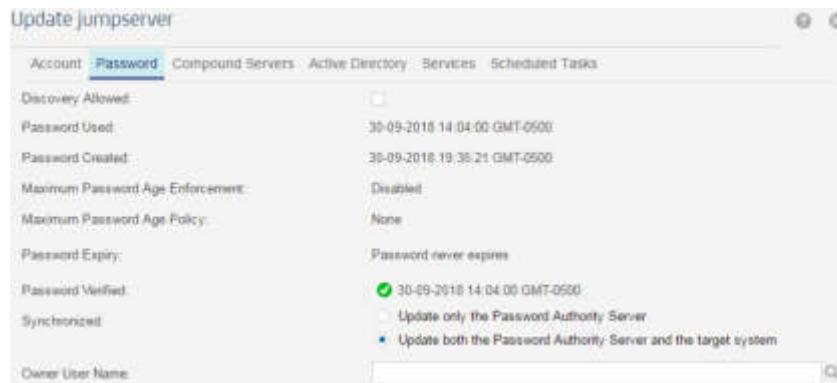 Update jumpserver
Account Password Compound Servers Active Directory Services Scheduled Tasks
Discovery Allowed:
Password Used: 30-09-2018 14:04:00 GMT-0500
Password Created: 30-09-2018 19:36:21 GMT-0500
Maximum Password Age Enforcement: Disabled
Maximum Password Age Policy: None
Password Expiry: Password never expires
Password Verified: 30-09-2018 14:04:00 GMT-0500
Synchronized: Update only the Password Authority Server
Update both the Password Authority Server and the target system
Owner User Name: